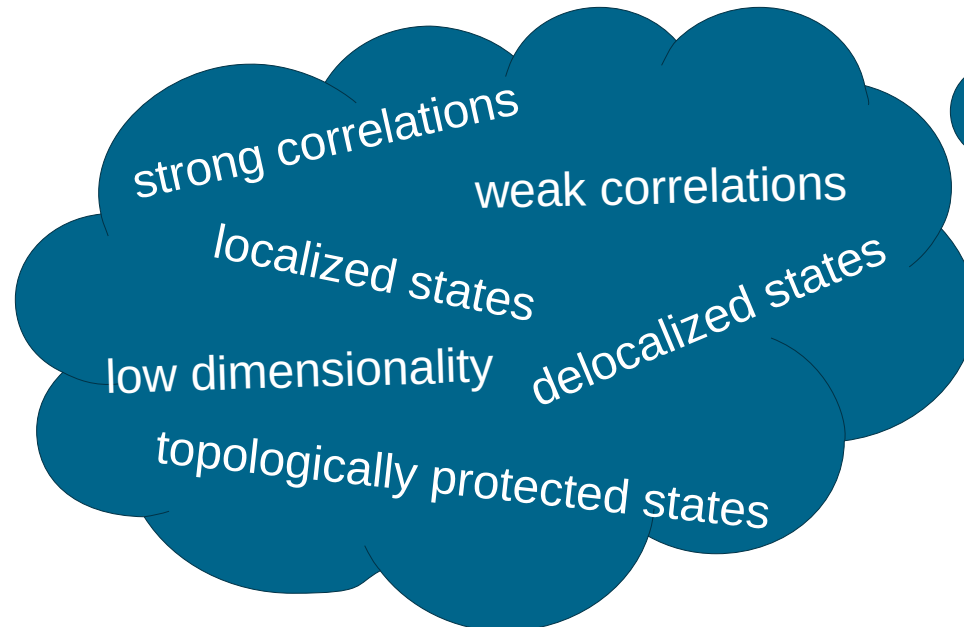 strong correlations
weak correlations
localized states
delocalized states
low dimensionality
topologically protected states